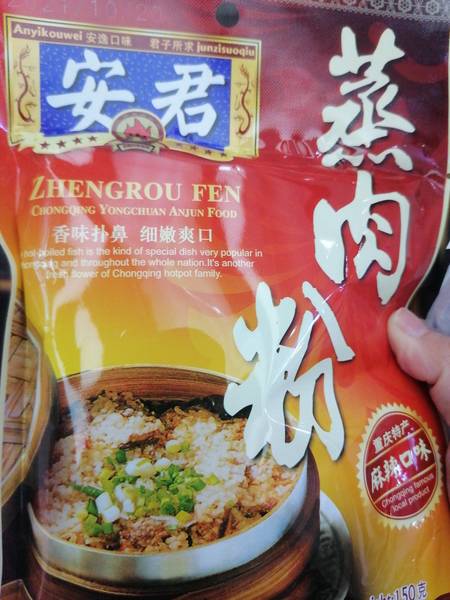 Anyikouwei 安逸口味 君子所求 junzisuoqiu
安君
蒸肉粉
ZHENGROU FEN
CHONGQING YONGCHUAN ANJUN FOOD
香味扑鼻 细嫩爽口
boiled fish is the kind of special dish very popular in
and throughout the whole nation.It's another
fresh flower of Chongqing hotpot family.
重庆特产
麻辣口味
Chongqing famous
local product
150克